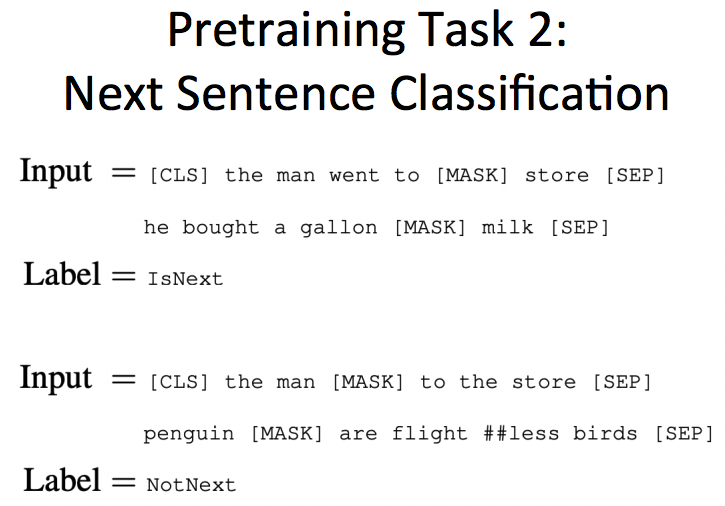 Pretraining Task 2:
Next Sentence Classification
Input = [CLS] the man went to [MASK] store [SEP]
he bought a gallon [MASK] milk [SEP]
Label = IsNext
Input = [CLS] the man [MASK] to the store [SEP]
penguin [MASK] are flight ##less birds [SEP]
Label = NotNext